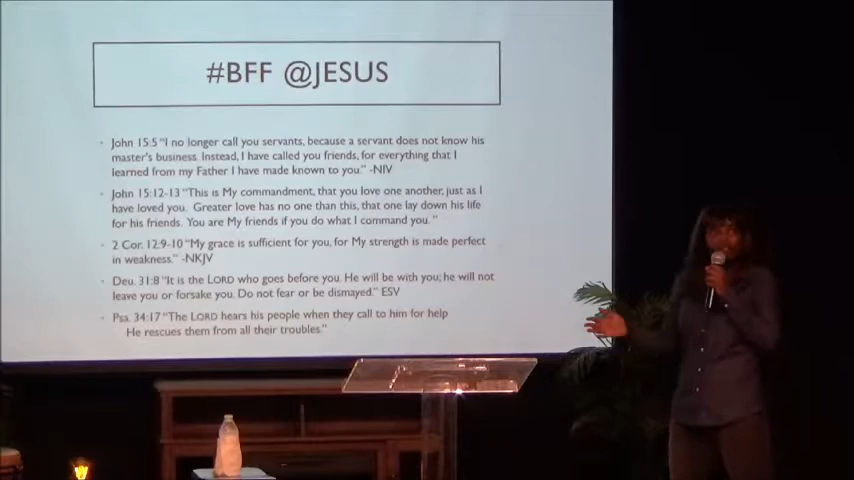 #BFF @JESUS
• John 15:5 "I no longer call you servants, because a servant does not know his
master's business. Instead, I have called you friends, for everything that I
learned from my Father I have made known to you." -NIV
• John 15:12-13 "This is My commandment, that you love one another, just as I
have loved you. Greater love has no one than this, that one lay down his life
for his friends. You are My friends if you do what I command you. "
• 2 Cor. 12:9-10 "My grace is sufficient for you, for My strength is made perfect
in weakness." -NKJV
• Deu. 31:8 "It is the LORD who goes before you. He will be with you; he will not
leave you or forsake you. Do not fear or be dismayed." ESV
• Psa. 34:17 "The LORD hears his people when they call to him for help
He rescues them from all their troubles."